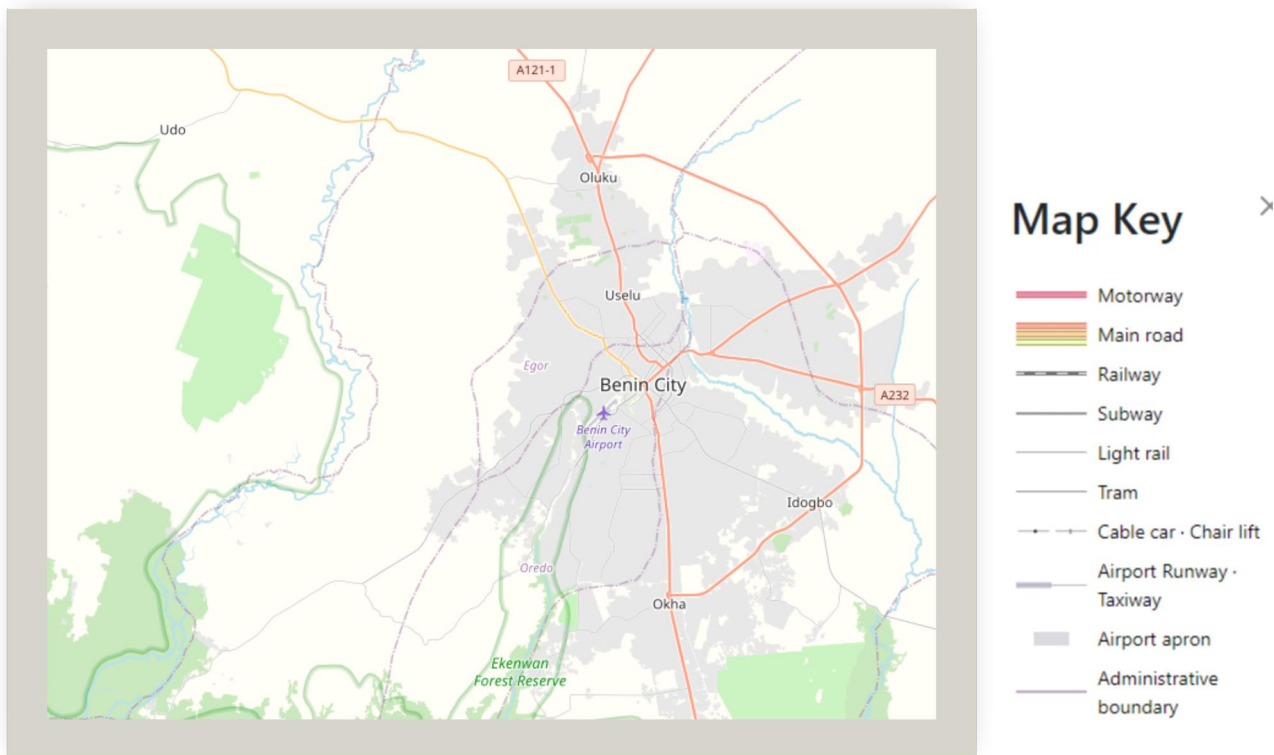 A121-1
Udo
Oluku
Uselu
Egor
Benin City
A232
Benin City
Airport
Idogbo
Oredo
Okha
Ekenwan
Forest Reserve
Map Key
Motorway
Main road
Railway
Subway
Light rail
Tram
Cable car · Chair lift
Airport Runway ·
Taxiway
Airport apron
Administrative
boundary